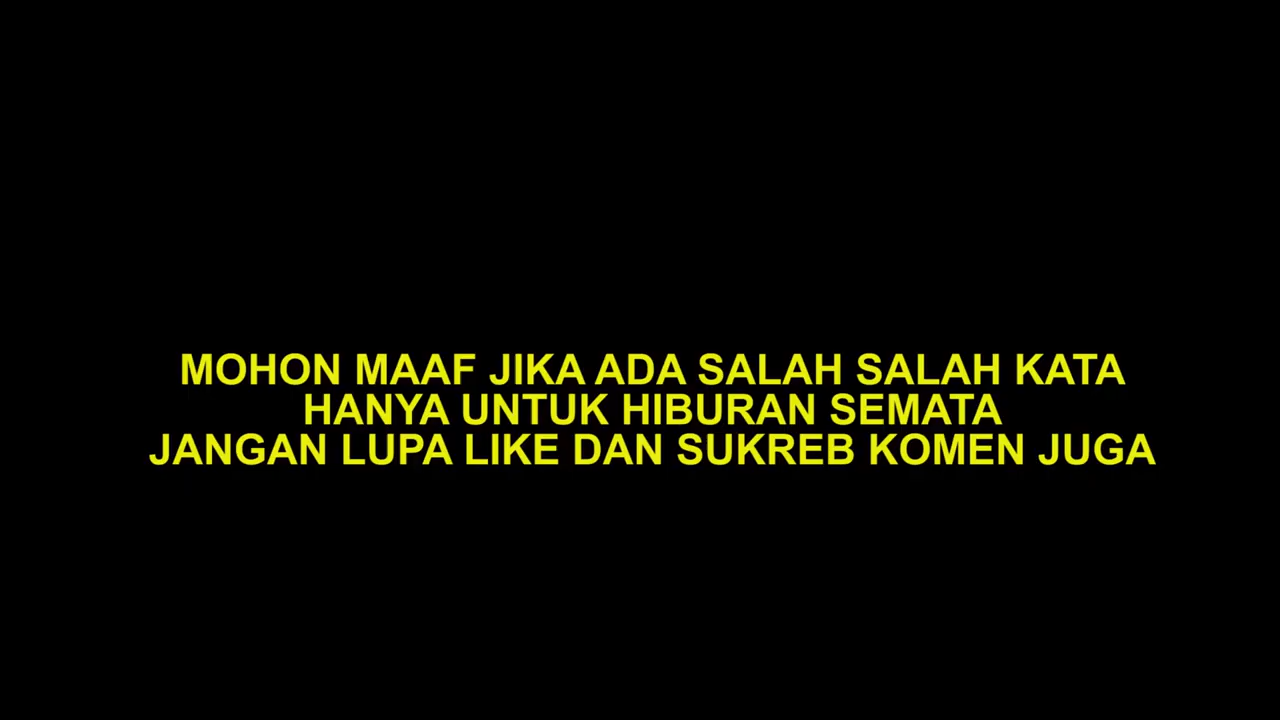 MOHON MAAF JIKA ADA SALAH SALAH KATA
HANYA UNTUK HIBURAN SEMATA
JANGAN LUPA LIKE DAN SUKREB KOMEN JUGA